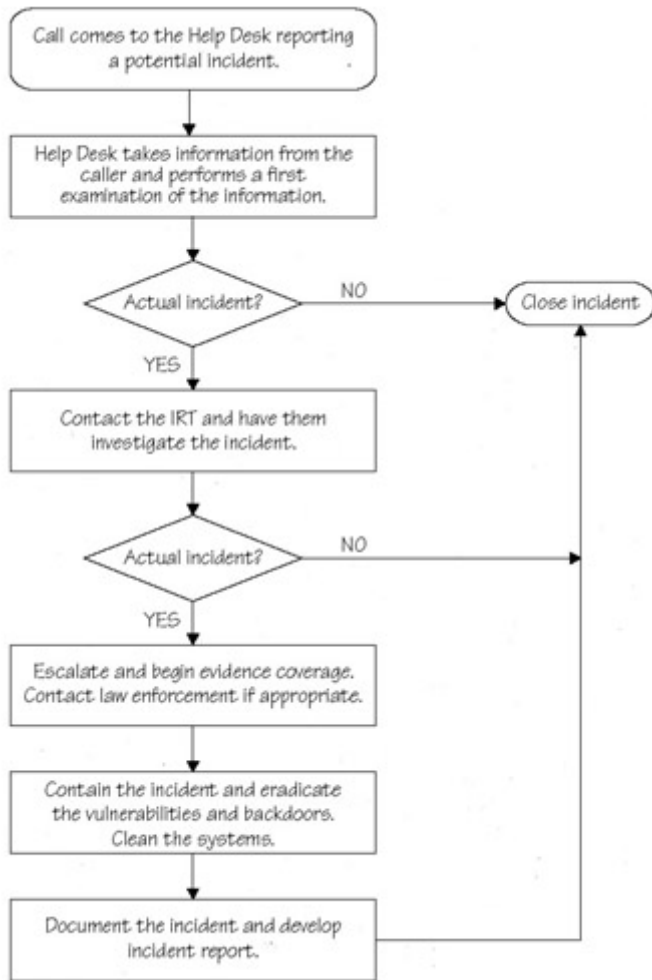 Call comes to the Help Desk reporting
a potential incident.
Help Desk takes information from the
caller and performs a first
examination of the information.
Actual incident?
NO
Close incident
YES
Contact the IRT and have them
investigate the incident.
Actual incident?
NO
YES
Escalate and begin evidence coverage.
Contact law enforcement if appropriate.
Contain the incident and eradicate
the vulnerabilities and backdoors.
Clean the systems.
Document the incident and develop
incident report.